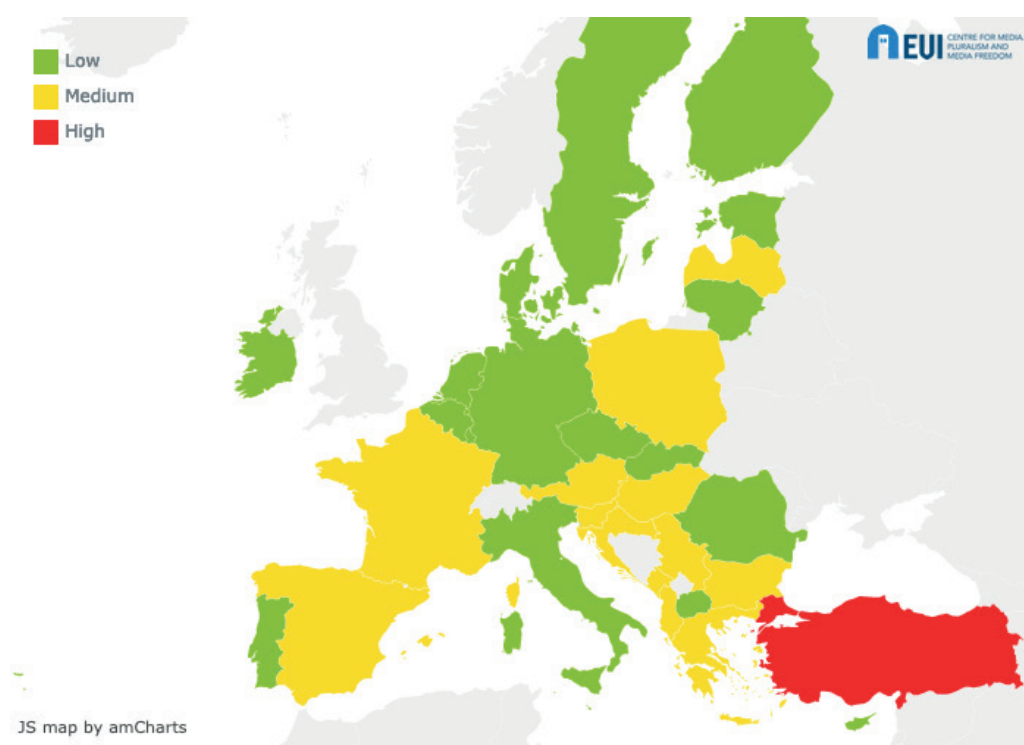 Low
Medium
High
EUI
CENTRE FOR MEDIA
PLURALISM AND
MEDIA FREEDOM
JS map by amCharts